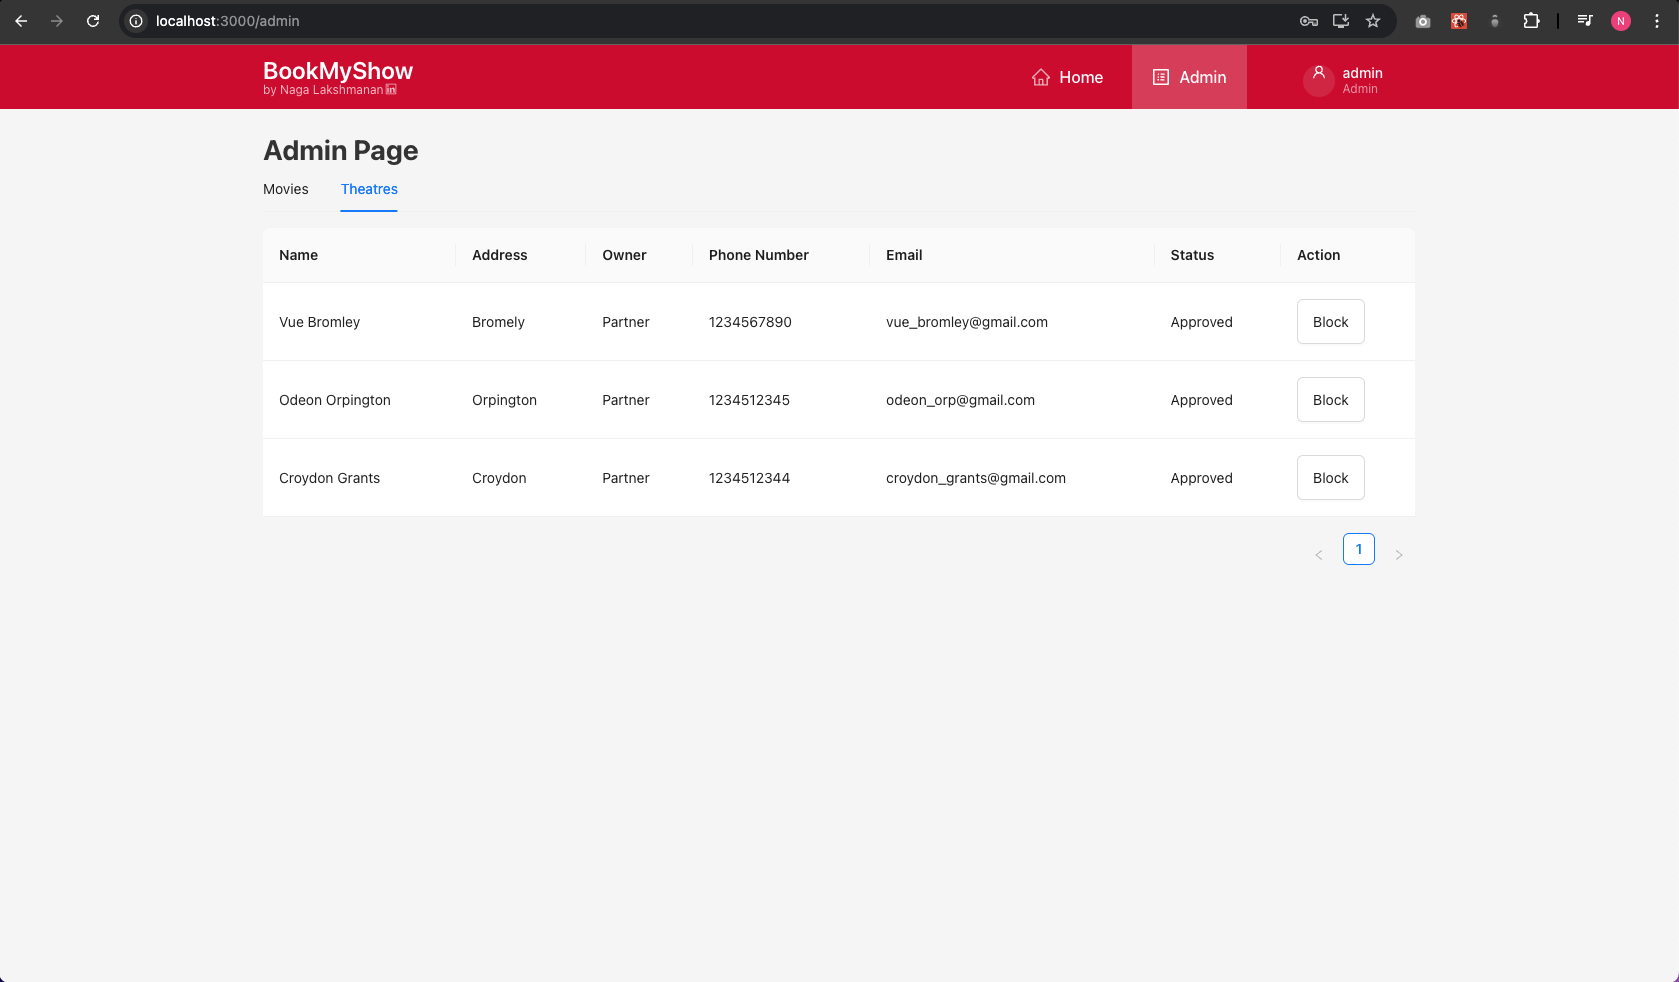 localhost:3000/admin
N
BookMyShow
by Naga Lakshmanan in
Home
Admin
admin
Admin
Admin Page
Movies Theatres
Name Address Owner Phone Number Email Status Action
Vue Bromley Bromely Partner 1234567890 vue_bromley@gmail.com Approved Block
Odeon Orpington Orpington Partner 1234512345 odeon_orp@gmail.com Approved Block
Croydon Grants Croydon Partner 1234512344 croydon_grants@gmail.com Approved Block
< 1 >